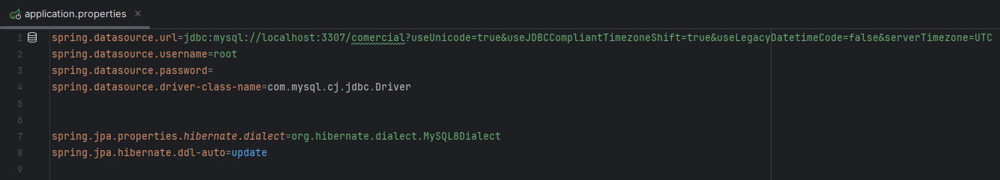 application.properties
1 spring.datasource.url=jdbc:mysql://localhost:3307/comercial?useUnicode=true&useJDBCCompliantTimezoneShift=true&useLegacyDatetimeCode=false&serverTimezone=UTC
2 spring.datasource.username=root
3 spring.datasource.password=
4 spring.datasource.driver-class-name=com.mysql.cj.jdbc.Driver
5
6
7 spring.jpa.properties.hibernate.dialect=org.hibernate.dialect.MySQL8Dialect
8 spring.jpa.hibernate.ddl-auto=update
9